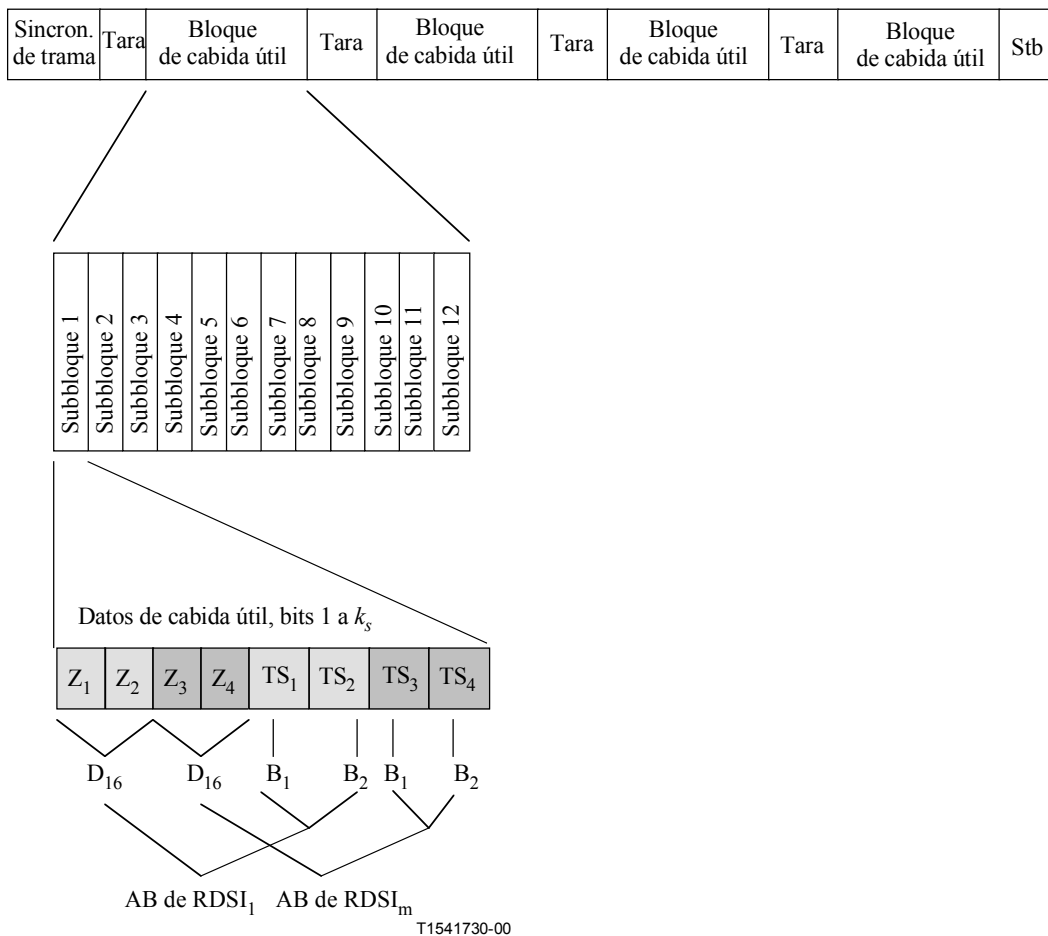 Sincron.
de trama
Tara
Bloque
de cabida útil
Tara
Bloque
de cabida útil
Tara
Bloque
de cabida útil
Tara
Bloque
de cabida útil
Stb
Subbloque 1
Subbloque 2
Subbloque 3
Subbloque 4
Subbloque 5
Subbloque 6
Subbloque 7
Subbloque 8
Subbloque 9
Subbloque 10
Subbloque 11
Subbloque 12
Datos de cabida útil, bits 1 a kₛ
Z₁ Z₂ Z₃ Z₄ TS₁ TS₂ TS₃ TS₄
D₁₆ D₁₆ B₁ B₂ B₁ B₂
AB de RDSI₁ AB de RDSIₘ
T1541730-00